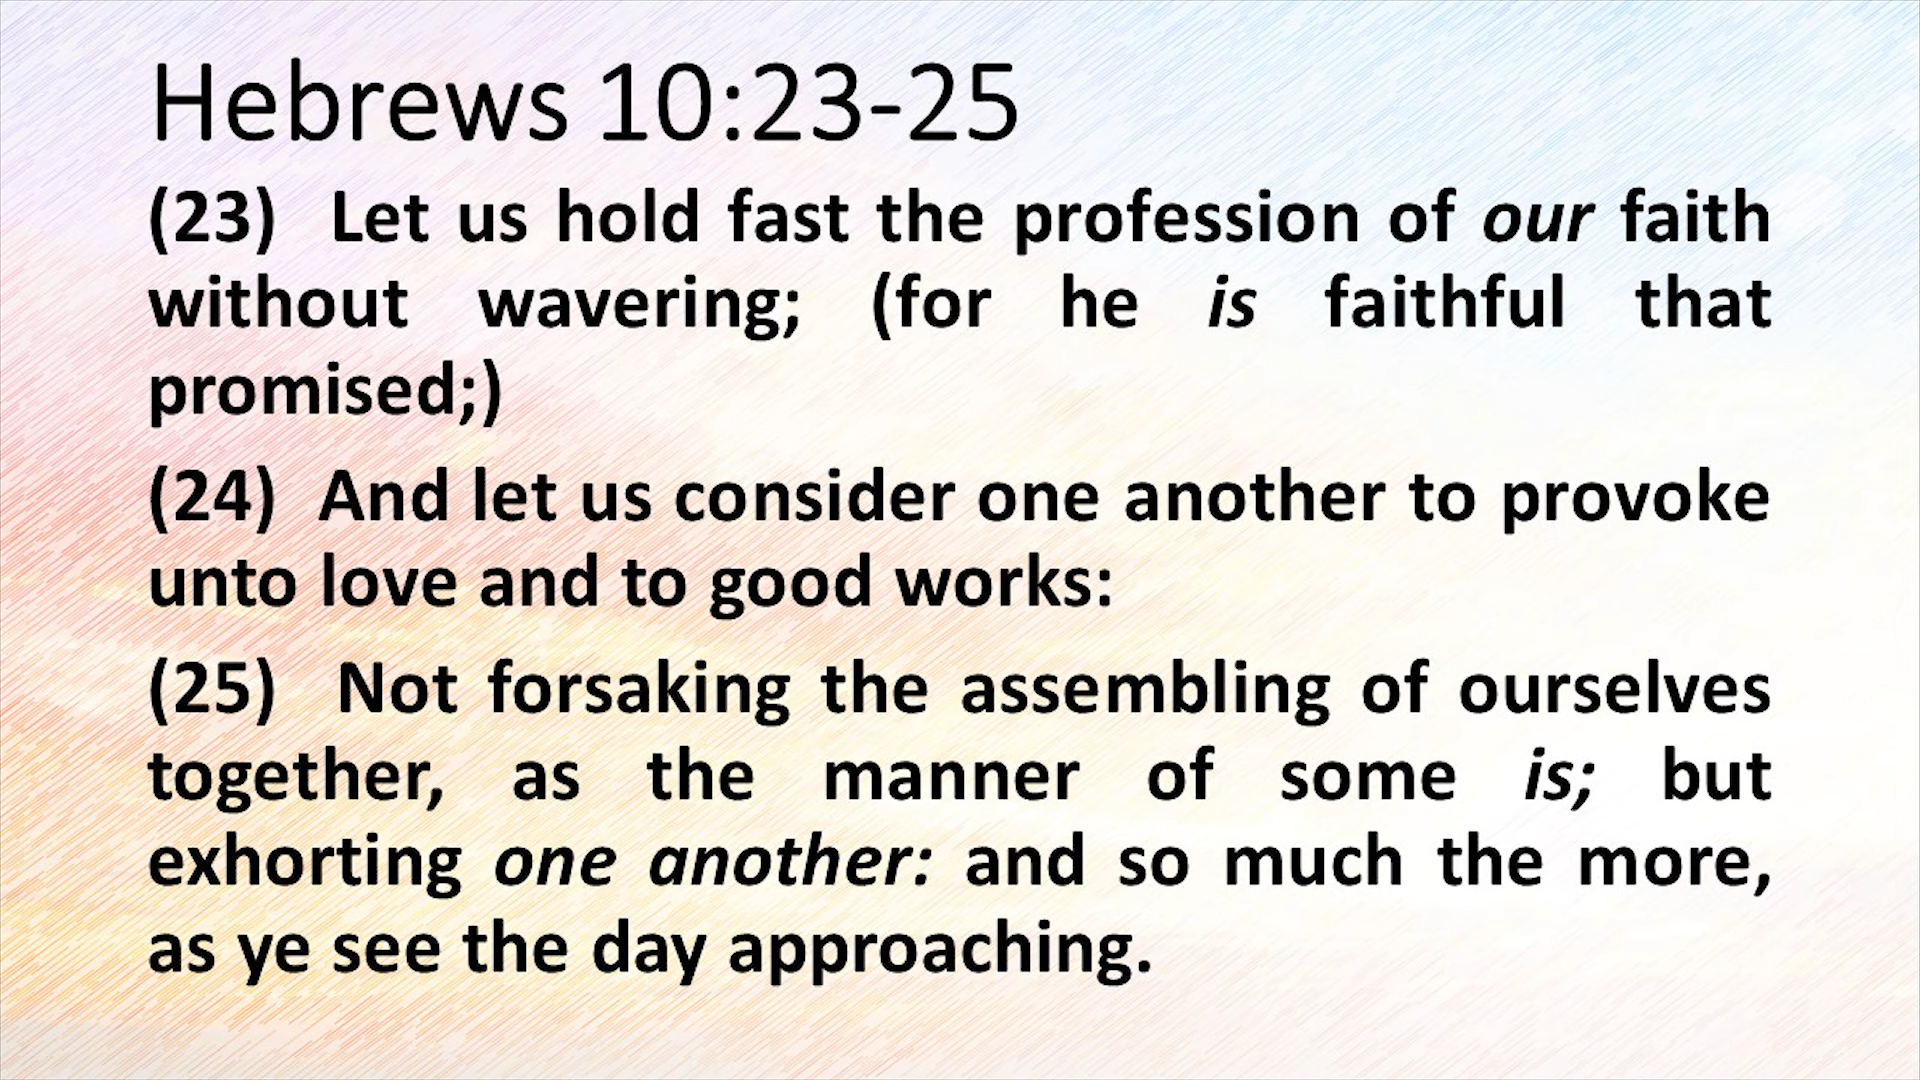 Hebrews 10:23-25
(23) Let us hold fast the profession of our faith
without wavering; (for he is faithful that
promised;)
(24) And let us consider one another to provoke
unto love and to good works:
(25) Not forsaking the assembling of ourselves
together, as the manner of some is; but
exhorting one another: and so much the more,
as ye see the day approaching.